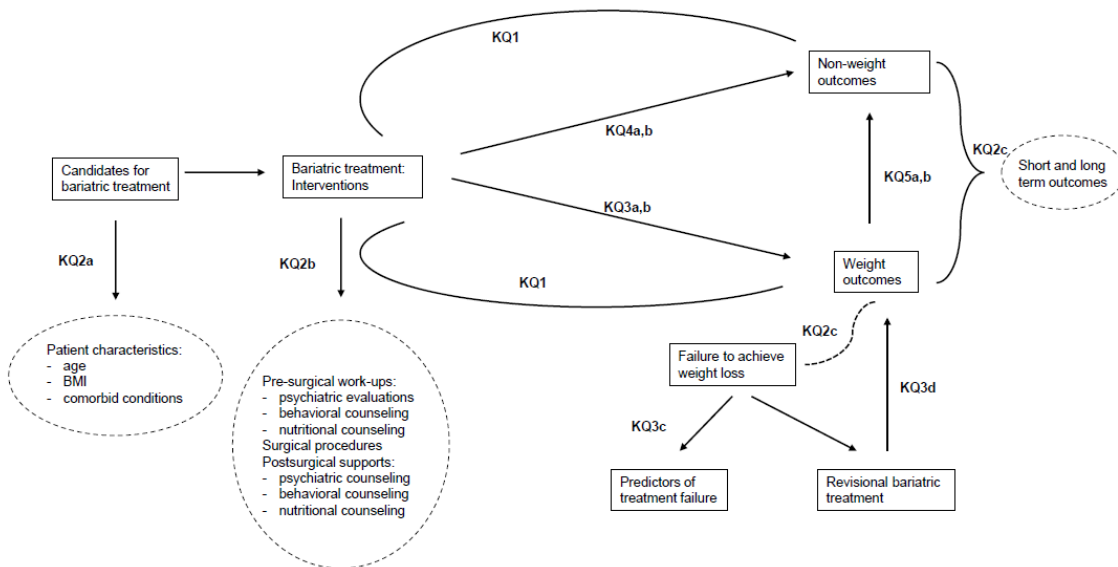 KQ1
Non-weight
outcomes
KQ4a,b
KQ2c
Candidates for
bariatric treatment
Bariatric treatment:
Interventions
KQ5a,b
Short and long
term outcomes
KQ3a,b
KQ2a
KQ2b
Weight
outcomes
KQ1
KQ2c
Patient characteristics:
- age
- BMI
- comorbid conditions
Failure to achieve
weight loss
KQ3d
Pre-surgical work-ups:
- psychiatric evaluations
- behavioral counseling
- nutritional counseling
Surgical procedures
Postsurgical supports:
- psychiatric counseling
- behavioral counseling
- nutritional counseling
KQ3c
Predictors of
treatment failure
Revisional bariatric
treatment